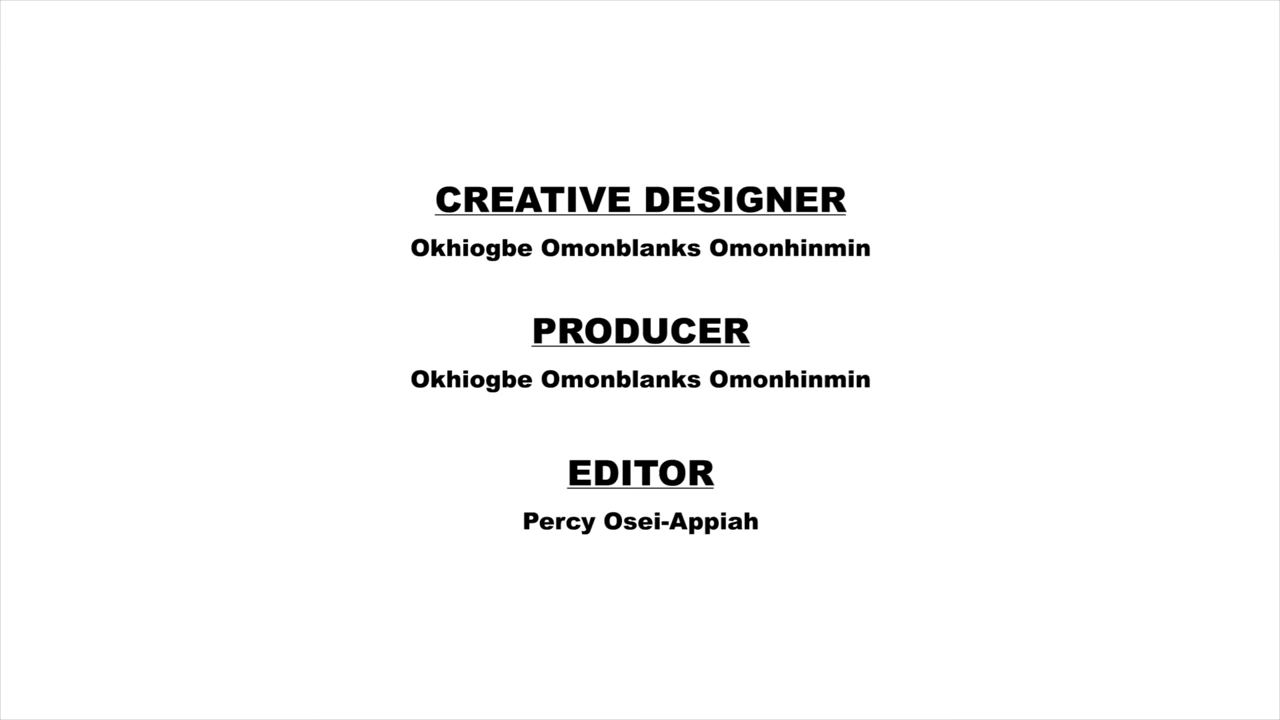 CREATIVE DESIGNER
Okhiogbe Omonblanks Omonhinmin
PRODUCER
Okhiogbe Omonblanks Omonhinmin
EDITOR
Percy Osei-Appiah